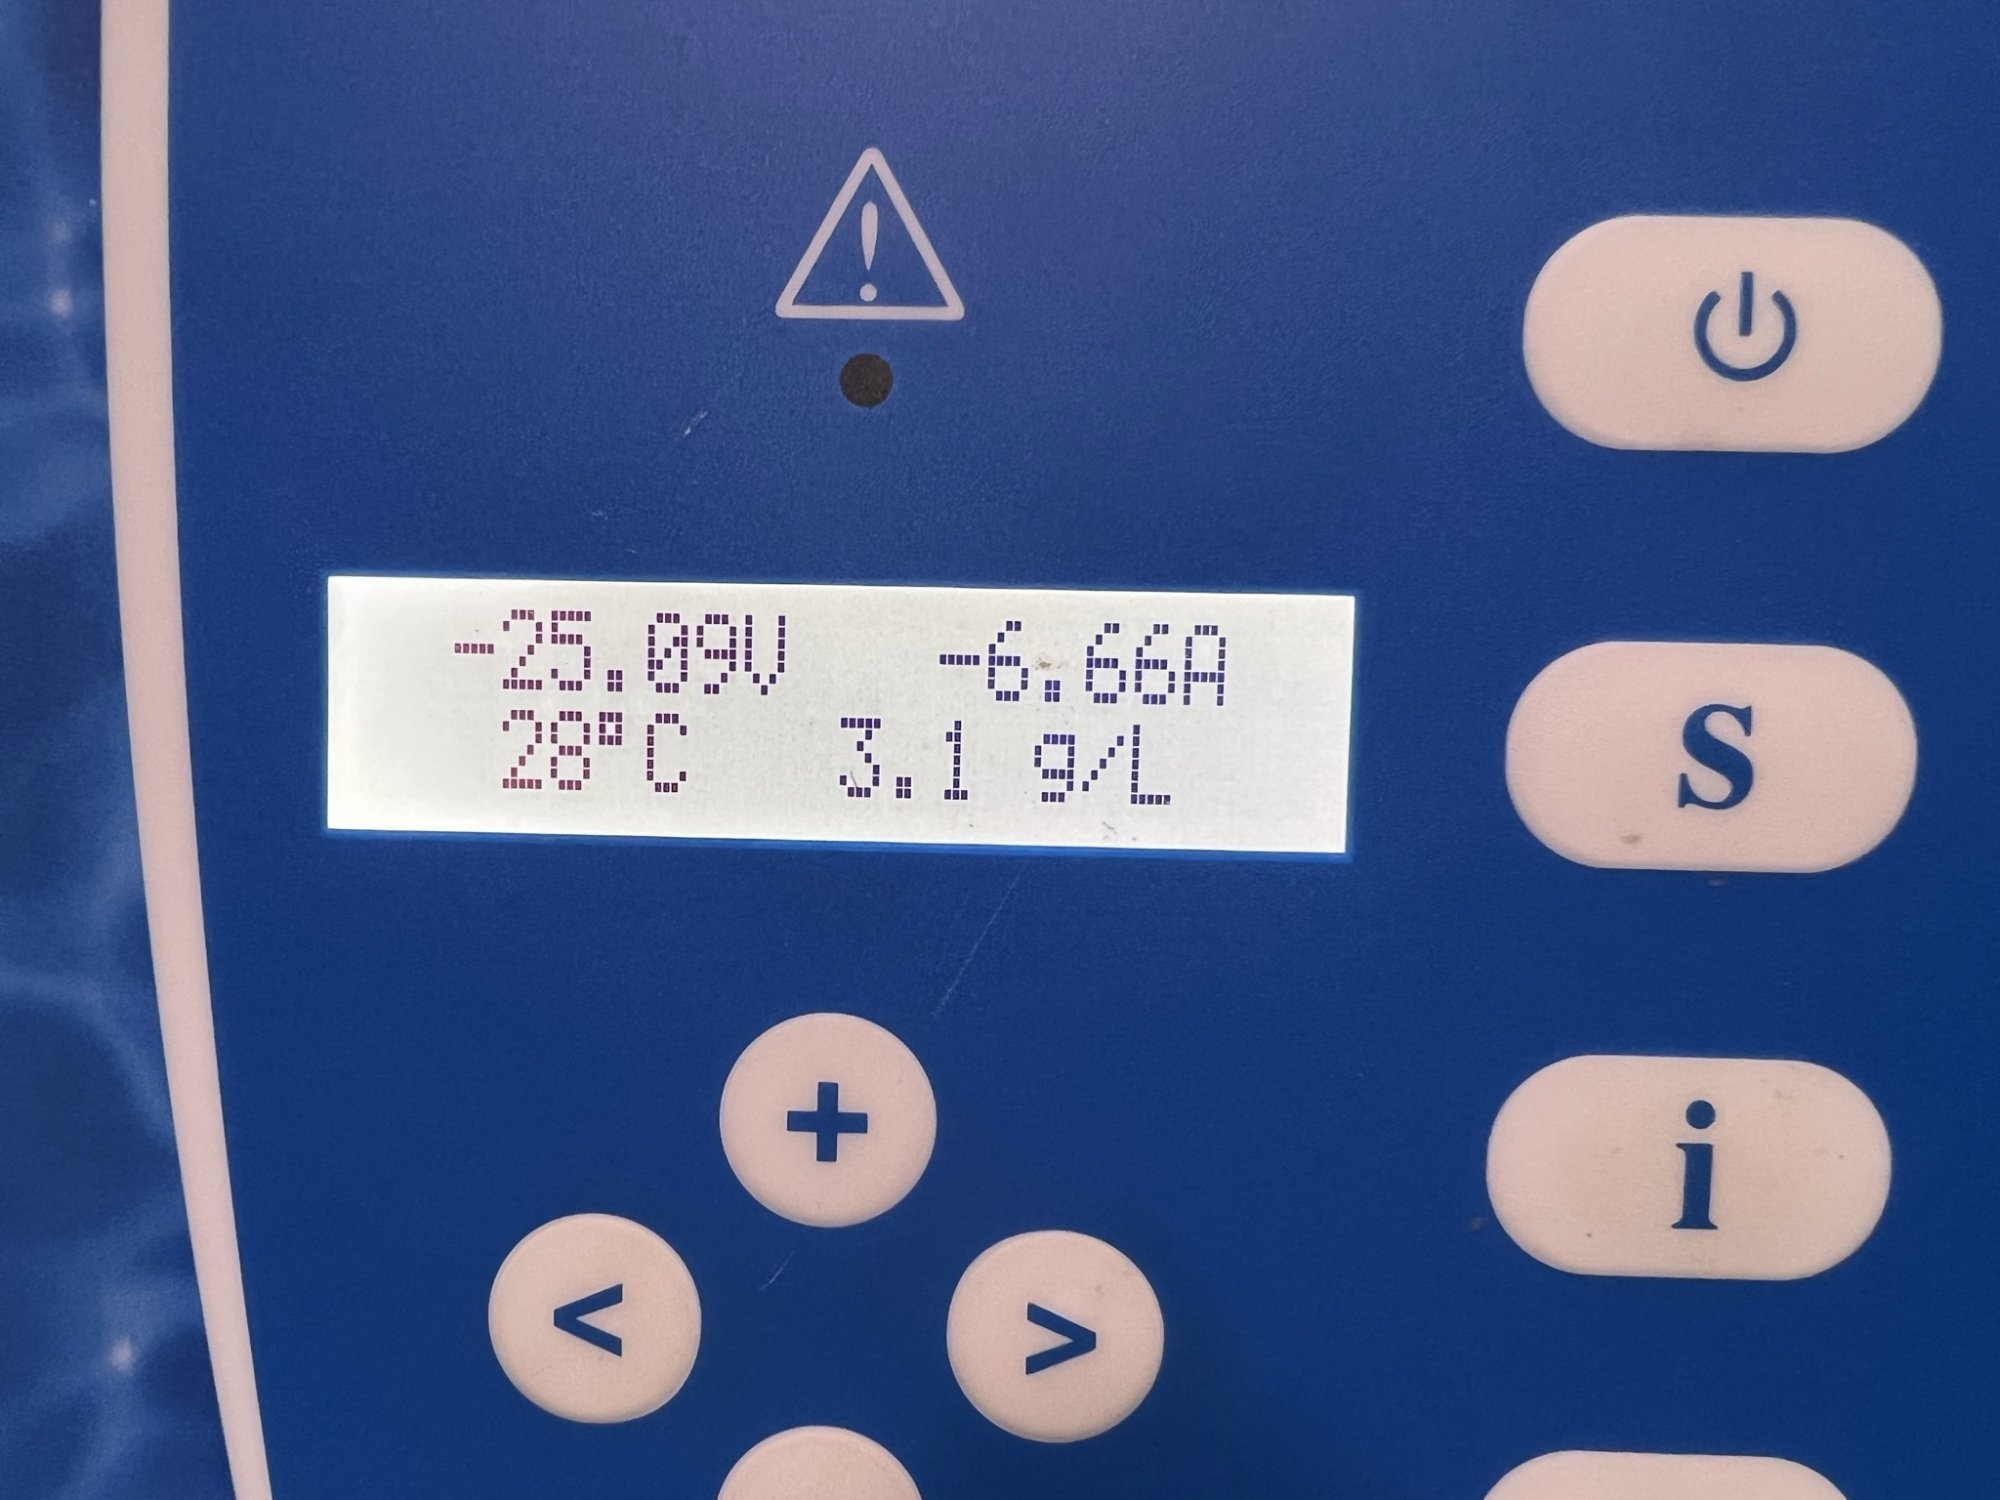 -25.09V -6.66A
28°C 3.1 g/L
S
i
+
< >